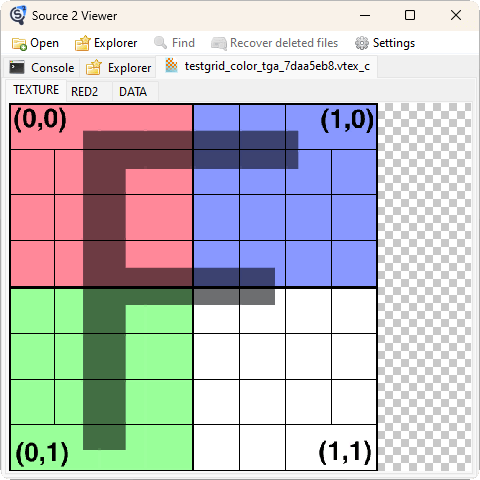 Source 2 Viewer
Open Explorer Find Recover deleted files Settings
Console Explorer testgrid_color_tga_7daa5eb8.vtex_c
TEXTURE RED2 DATA
(0,0) (1,0)
F
(0,1) (1,1)